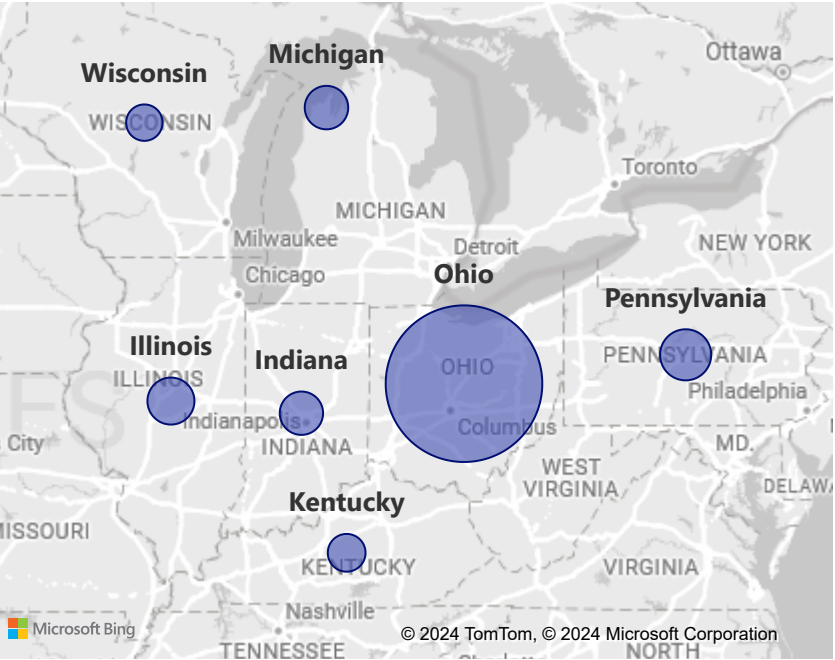 Michigan
Ottawa
Wisconsin
WISCONSIN
Toronto
MICHIGAN
Milwaukee
Detroit
NEW YORK
Chicago
Ohio
Pennsylvania
Illinois
Indiana
PENNSYLVANIA
OHIO
ILLINOIS
Philadelphia
Indianapolis
Columbus
City
INDIANA
MD.
WEST
VIRGINIA
DELAWA
Kentucky
MISSOURI
KENTUCKY
VIRGINIA
Nashville
Microsoft Bing
© 2024 TomTom, © 2024 Microsoft Corporation
TENNESSEE
NORTH